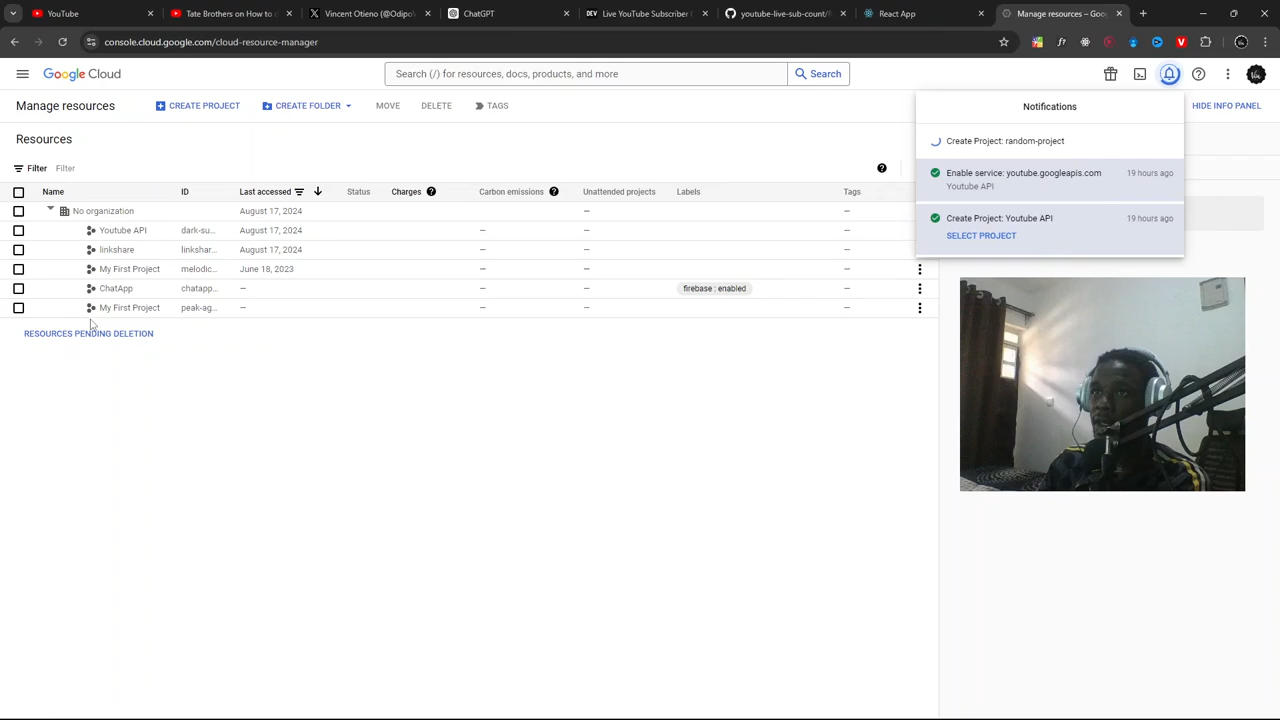 YouTube
Tate Brothers on How to c
Vincent Otieno (@Odipo'
ChatGPT
DEV Live YouTube Subscriber C
youtube-live-sub-count/f
React App
Manage resources – Goo
console.cloud.google.com/cloud-resource-manager
Google Cloud
Search (/) for resources, docs, products, and more
Search
Manage resources
CREATE PROJECT
CREATE FOLDER
MOVE
DELETE
TAGS
HIDE INFO PANEL
Notifications
Create Project: random-project
Enable service: youtube.googleapis.com
19 hours ago
Youtube API
Create Project: Youtube API
19 hours ago
SELECT PROJECT
Resources
Filter Filter
Name ID Last accessed Status Charges Carbon emissions Unattended projects Labels Tags
No organization August 17, 2024 – –
Youtube API dark-su... August 17, 2024 – – –
linkshare linkshar... August 17, 2024 – – –
My First Project melodic... June 18, 2023 – – –
ChatApp chatapp... – – – firebase : enabled –
My First Project peak-ag... – – – –
RESOURCES PENDING DELETION